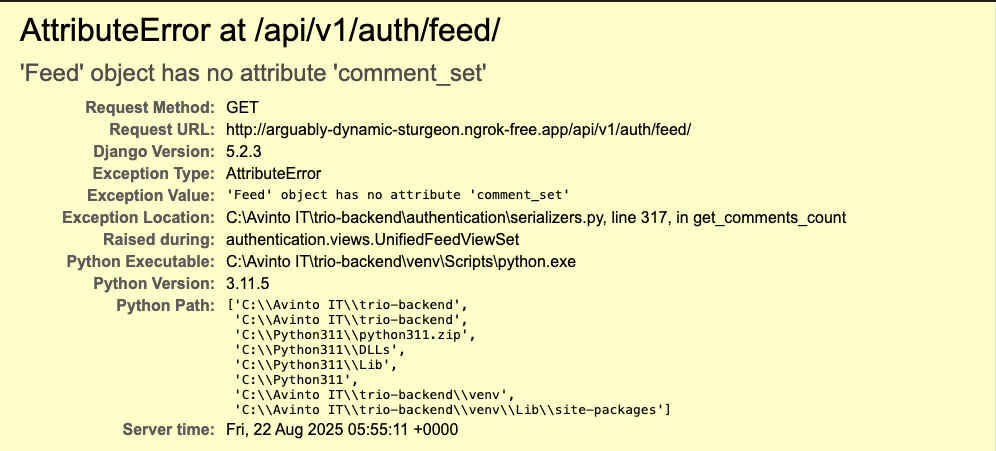 AttributeError at /api/v1/auth/feed/
'Feed' object has no attribute 'comment_set'
Request Method: GET
Request URL: http://arguably-dynamic-sturgeon.ngrok-free.app/api/v1/auth/feed/
Django Version: 5.2.3
Exception Type: AttributeError
Exception Value: 'Feed' object has no attribute 'comment_set'
Exception Location: C:\Avinto IT\trio-backend\authentication\serializers.py, line 317, in get_comments_count
Raised during: authentication.views.UnifiedFeedViewSet
Python Executable: C:\Avinto IT\trio-backend\venv\Scripts\python.exe
Python Version: 3.11.5
Python Path: ['C:\\Avinto IT\\trio-backend',
'C:\\Avinto IT\\trio-backend',
'C:\\Python311\\python311.zip',
'C:\\Python311\\DLLs',
'C:\\Python311\\Lib',
'C:\\Python311',
'C:\\Avinto IT\\trio-backend\\venv',
'C:\\Avinto IT\\trio-backend\\venv\\Lib\\site-packages']
Server time: Fri, 22 Aug 2025 05:55:11 +0000